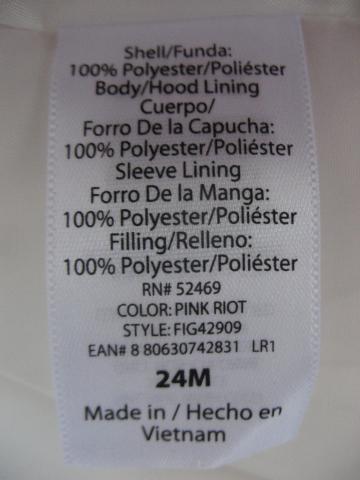 Shell/Funda:
100% Polyester/Poliéster
Body/Hood Lining
Cuerpo/
Forro De la Capucha:
100% Polyester/Poliéster
Sleeve Lining
Forro De la Manga:
100% Polyester/Poliéster
Filling/Relleno:
100% Polyester/Poliéster
RN# 52469
COLOR: PINK RIOT
STYLE: FIG42909
EAN# 8 80630742831 LR1
24M
Made in / Hecho en
Vietnam